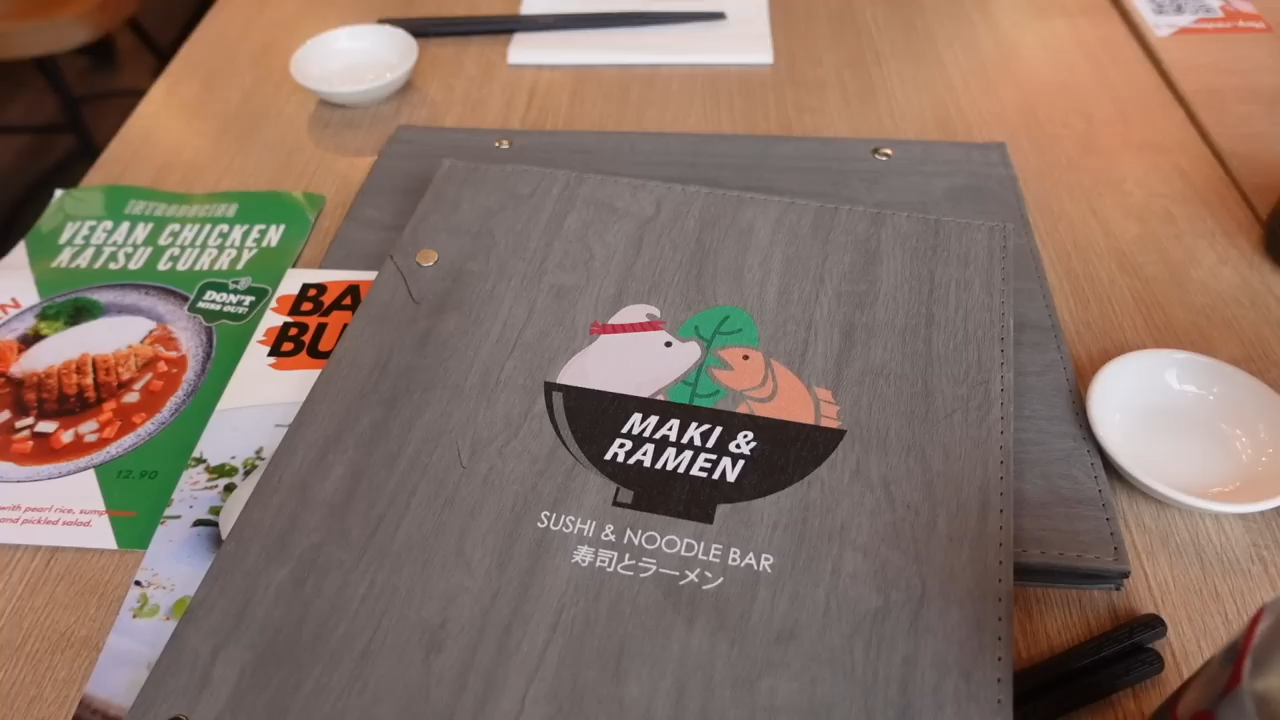 INTRODUCING
VEGAN CHICKEN
KATSU CURRY
DON'T
MISS OUT!
12.90
with pearl rice,
and pickled salad.
BA
BU
MAKI &
RAMEN
SUSHI & NOODLE BAR
寿司とラーメン